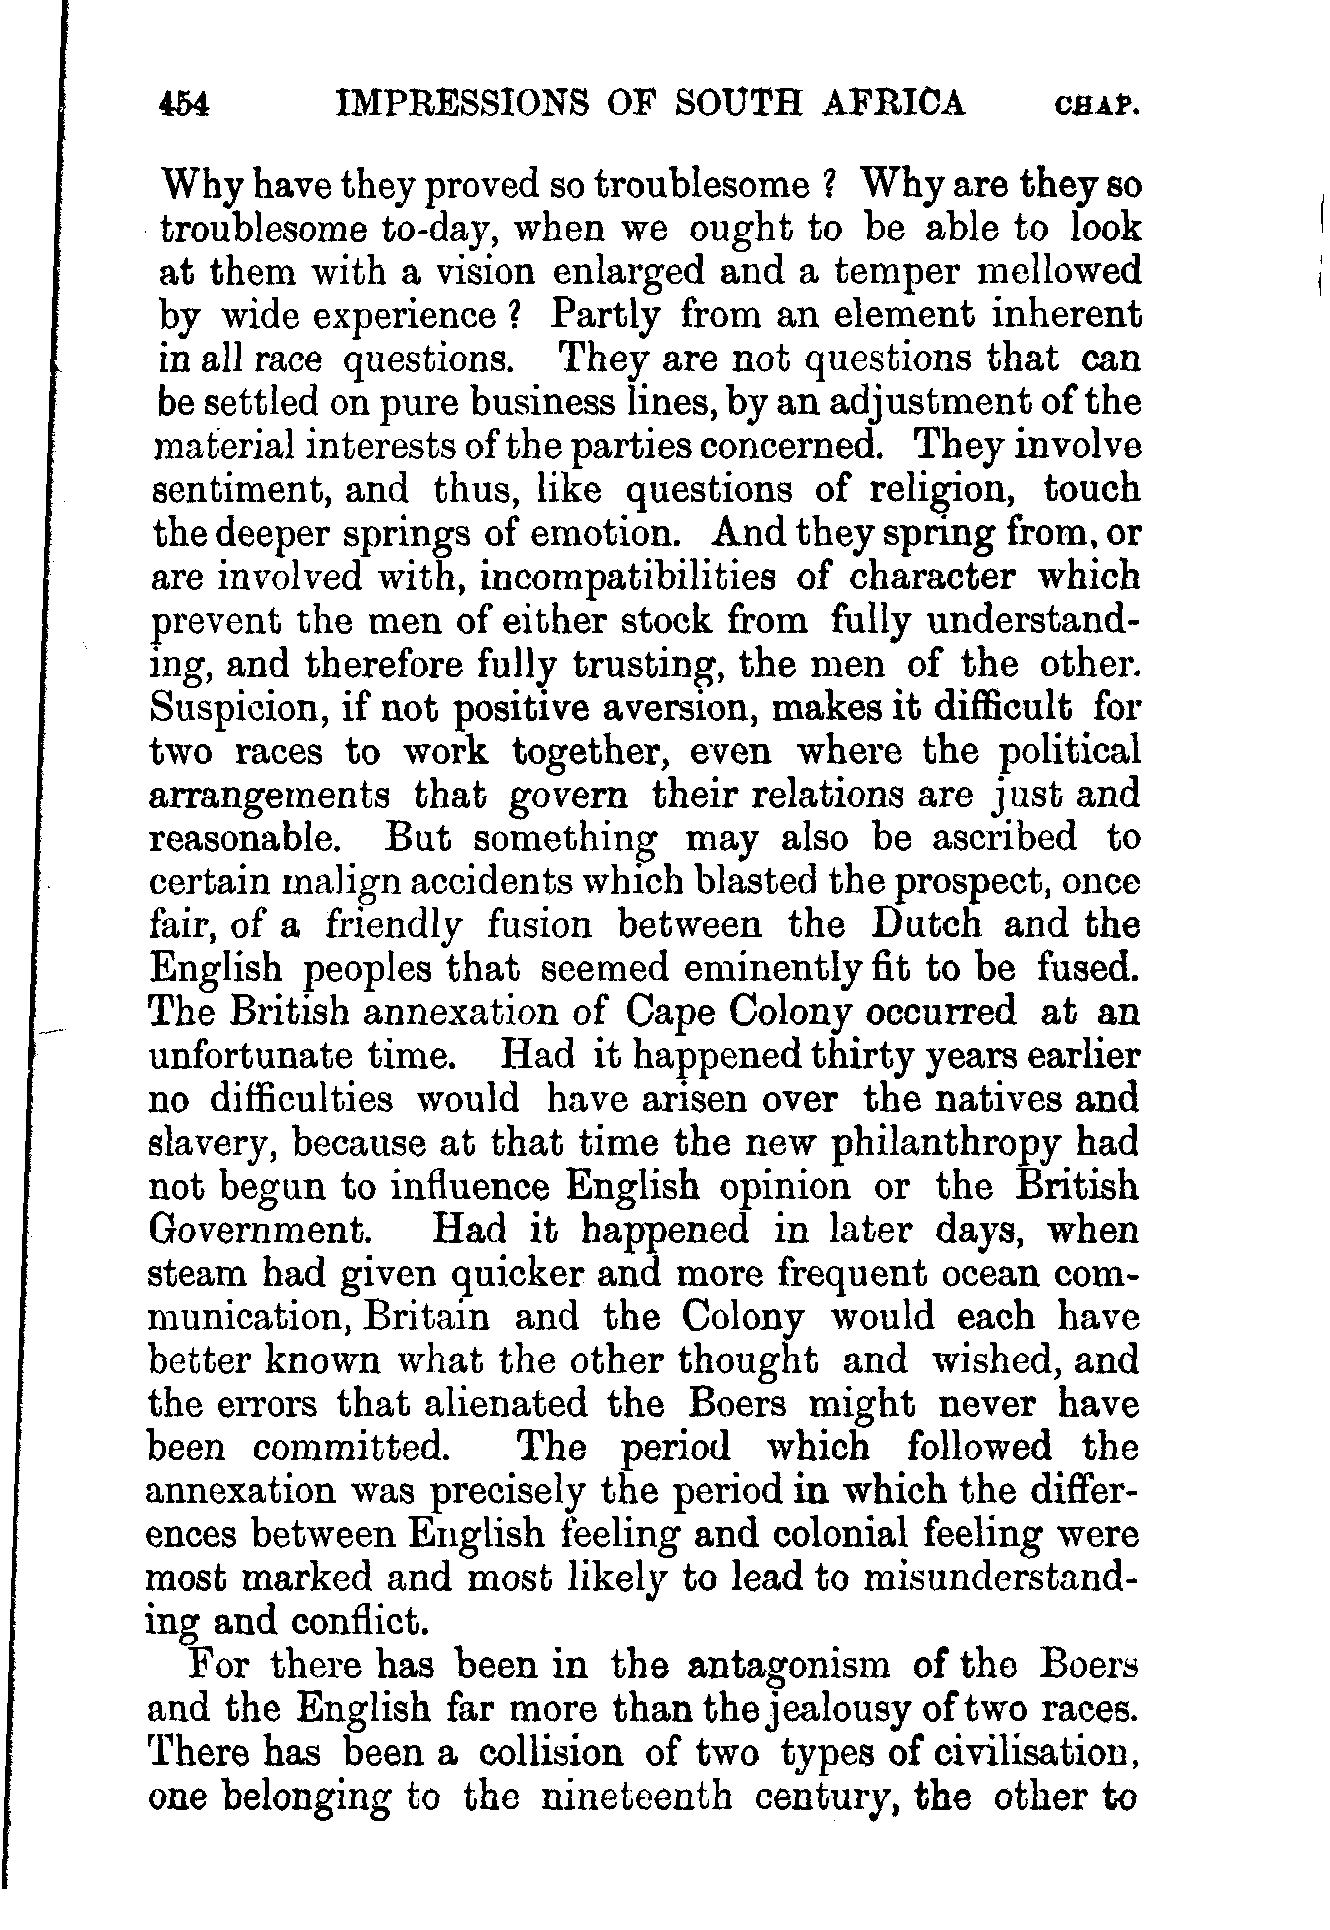 454 IMPRESSIONS OF SOUTH AFRICA CHAP.
Why have they proved so troublesome ? Why are they so
troublesome to-day, when we ought to be able to look
at them with a vision enlarged and a temper mellowed
by wide experience ? Partly from an element inherent
in all race questions. They are not questions that can
be settled on pure business lines, by an adjustment of the
material interests of the parties concerned. They involve
sentiment, and thus, like questions of religion, touch
the deeper springs of emotion. And they spring from, or
are involved with, incompatibilities of character which
prevent the men of either stock from fully understand-
ing, and therefore fully trusting, the men of the other.
Suspicion, if not positive aversion, makes it difficult for
two races to work together, even where the political
arrangements that govern their relations are just and
reasonable. But something may also be ascribed to
certain malign accidents which blasted the prospect, once
fair, of a friendly fusion between the Dutch and the
English peoples that seemed eminently fit to be fused.
The British annexation of Cape Colony occurred at an
unfortunate time. Had it happened thirty years earlier
no difficulties would have arisen over the natives and
slavery, because at that time the new philanthropy had
not begun to influence English opinion or the British
Government. Had it happened in later days, when
steam had given quicker and more frequent ocean com-
munication, Britain and the Colony would each have
better known what the other thought and wished, and
the errors that alienated the Boers might never have
been committed. The period which followed the
annexation was precisely the period in which the differ-
ences between English feeling and colonial feeling were
most marked and most likely to lead to misunderstand-
ing and conflict.
For there has been in the antagonism of the Boers
and the English far more than the jealousy of two races.
There has been a collision of two types of civilisation,
one belonging to the nineteenth century, the other to